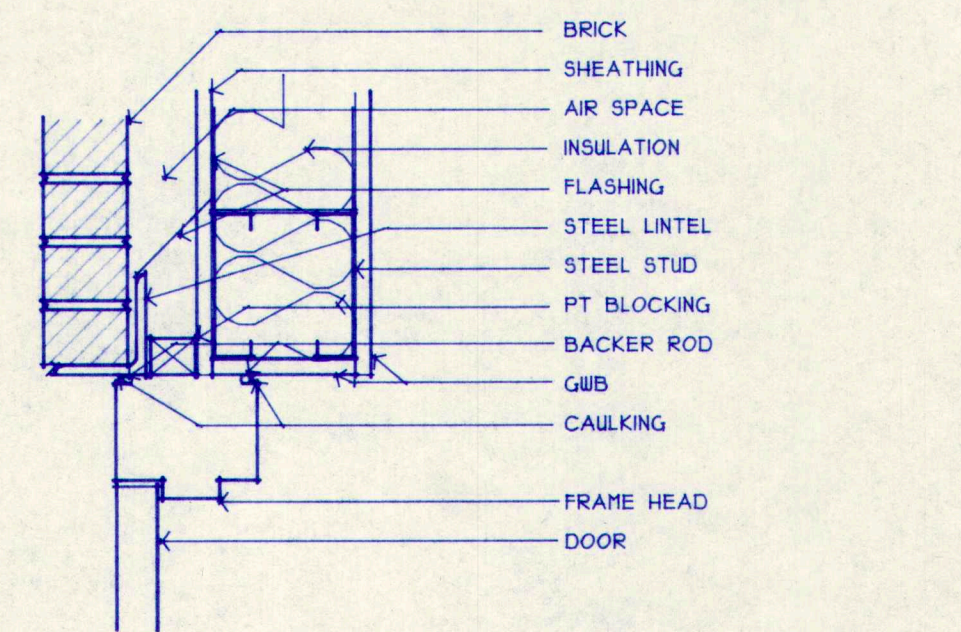 BRICK
SHEATHING
AIR SPACE
INSULATION
FLASHING
STEEL LINTEL
STEEL STUD
PT BLOCKING
BACKER ROD
GWB
CAULKING
FRAME HEAD
DOOR